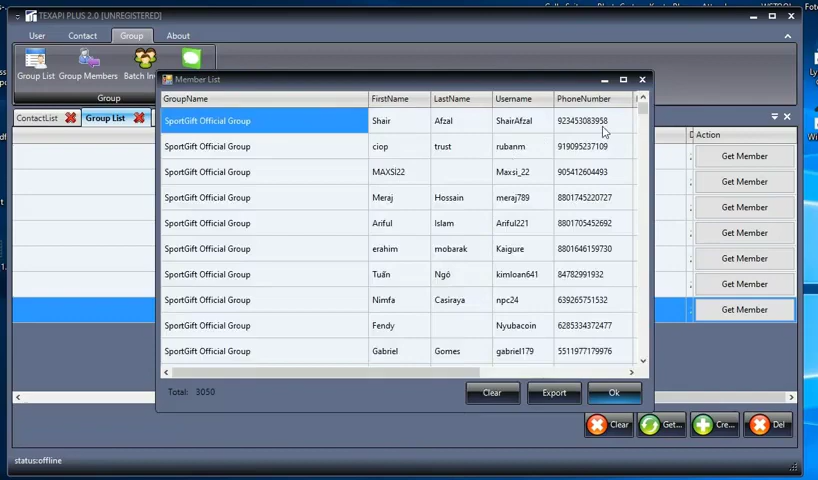 TEXAPI PLUS 2.0 [UNREGISTERED]
User Contact Group About
Group List Group Members Batch In
Group
ContactList Group List
Member List
GroupName FirstName LastName Username PhoneNumber
SportGift Official Group Shair Afzal ShairAfzal 923453083958
SportGift Official Group ciop trust rubanm 919095237109
SportGift Official Group MAXSİ22 Maxsi_22 905412604493
SportGift Official Group Meraj Hossain meraj789 8801745220727
SportGift Official Group Ariful Islam Ariful221 8801705452692
SportGift Official Group erahim mobarak Kaigure 8801646159730
SportGift Official Group Tuấn Ngô kimloan641 84782991932
SportGift Official Group Nimfa Casiraya npc24 639265751532
SportGift Official Group Fendy Nyubacoin 6285334372477
SportGift Official Group Gabriel Gomes gabriel179 5511977179976
Total: 3050
Clear Export Ok
D Action
Get Member
Get Member
Get Member
Get Member
Get Member
Get Member
Get Member
Clear Get... Cre... Del
status:offline